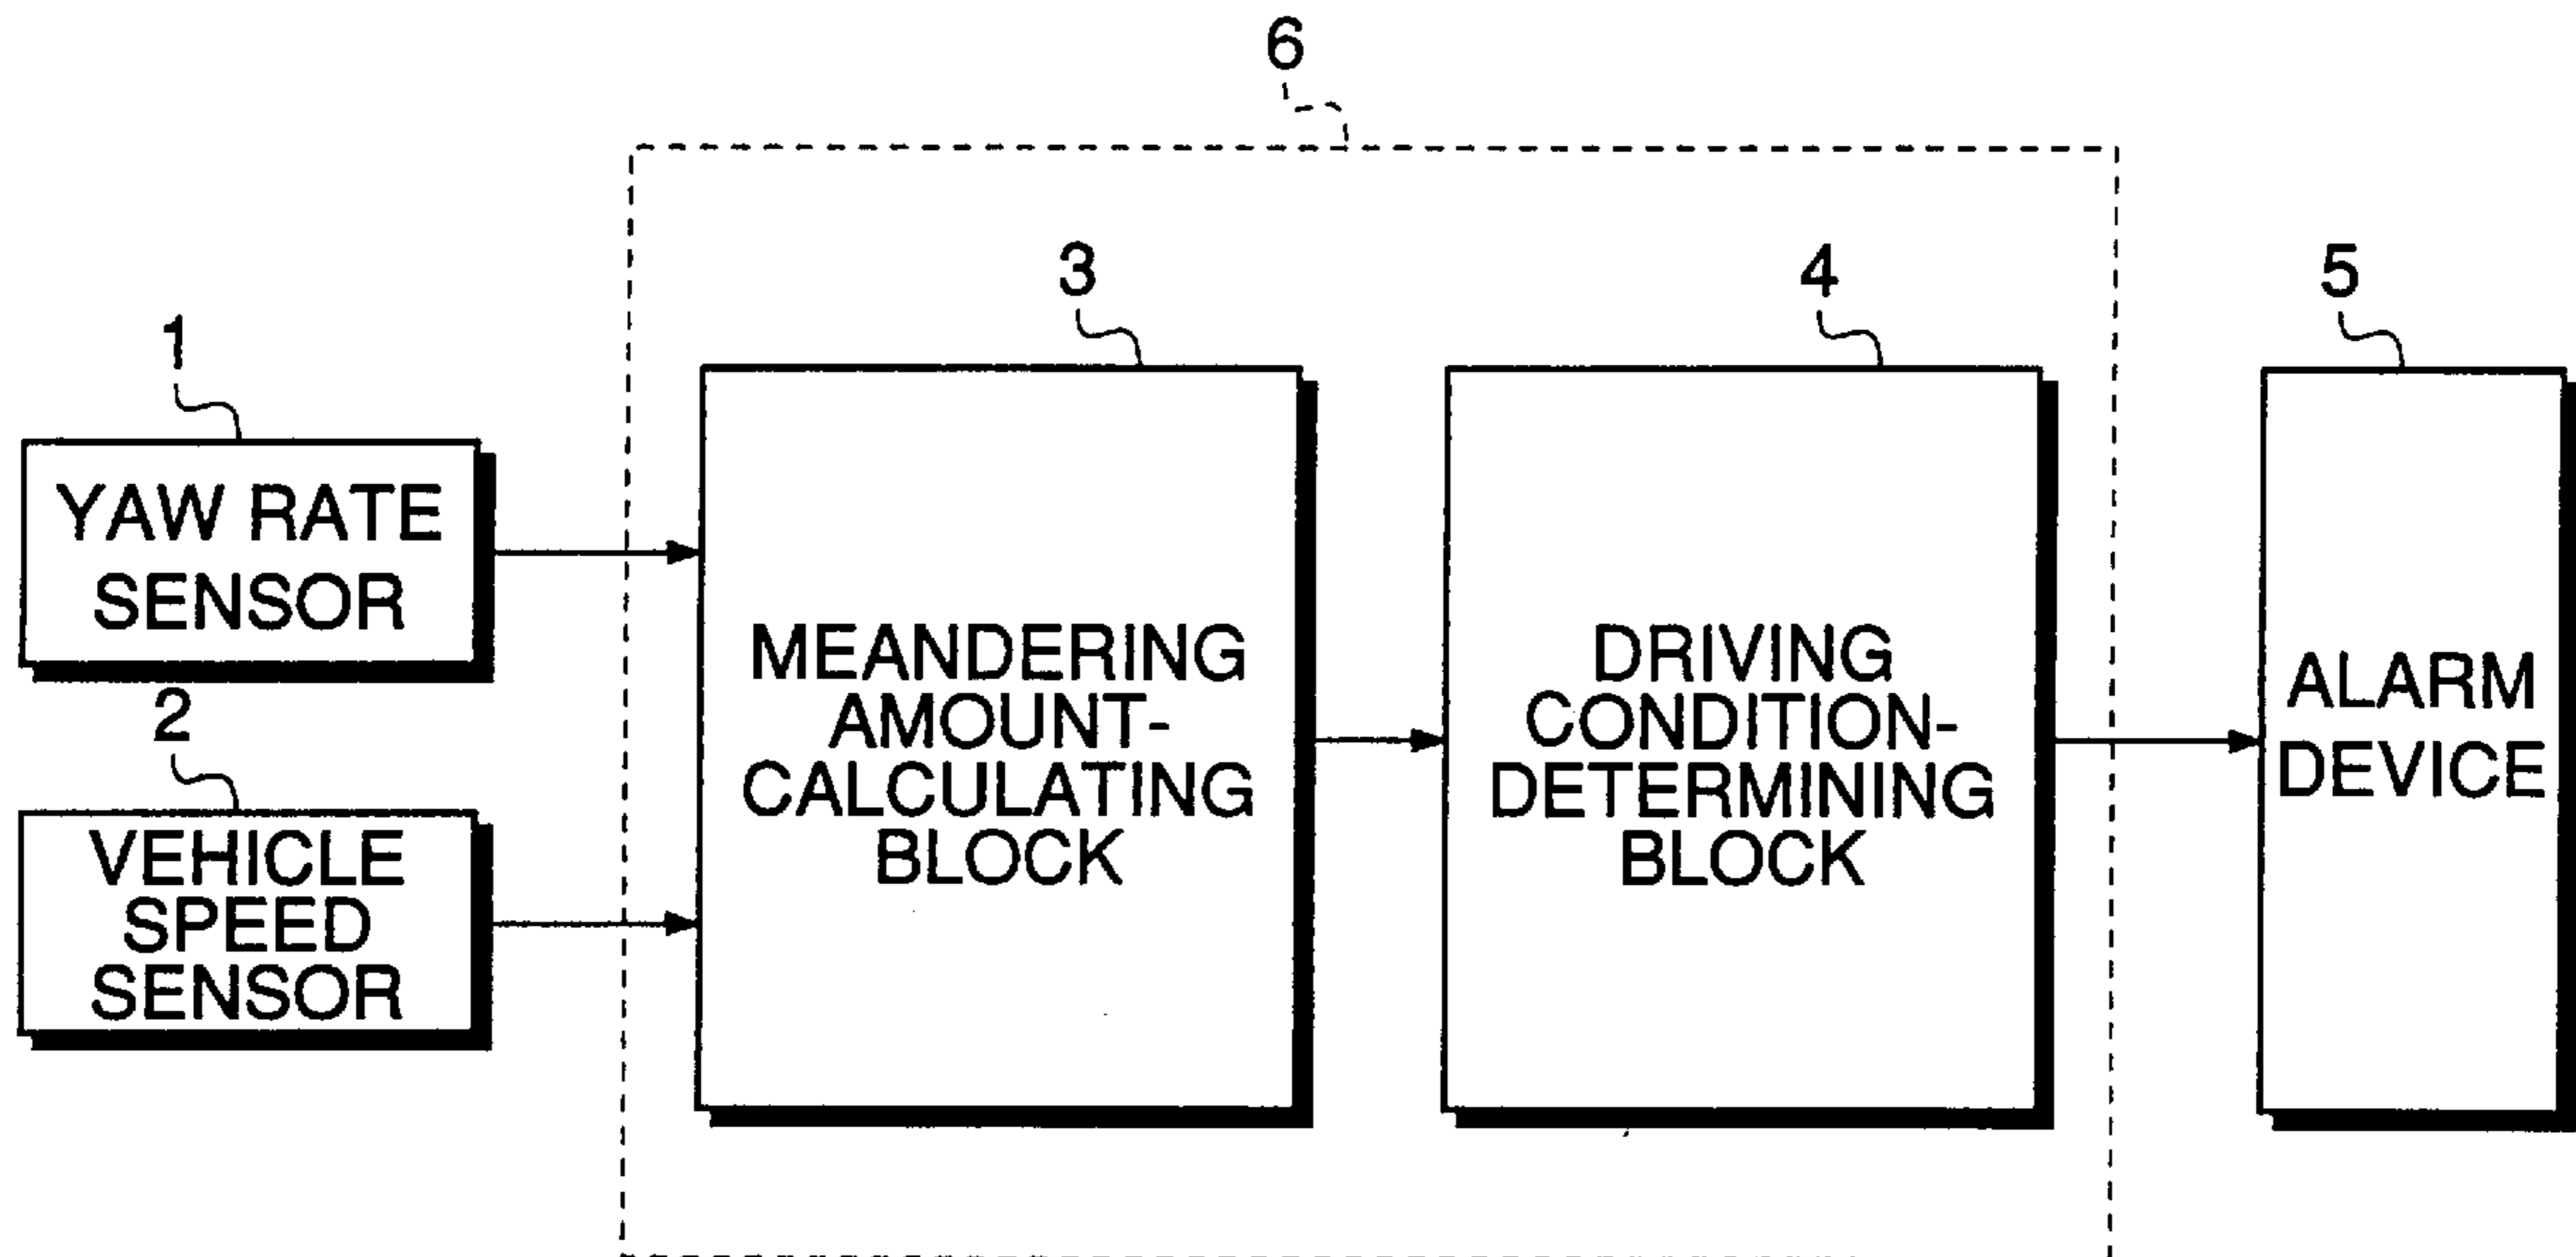 6
3
4
5
1
YAW RATE
SENSOR
2
VEHICLE
SPEED
SENSOR
MEANDERING
AMOUNT-
CALCULATING
BLOCK
DRIVING
CONDITION-
DETERMINING
BLOCK
ALARM
DEVICE